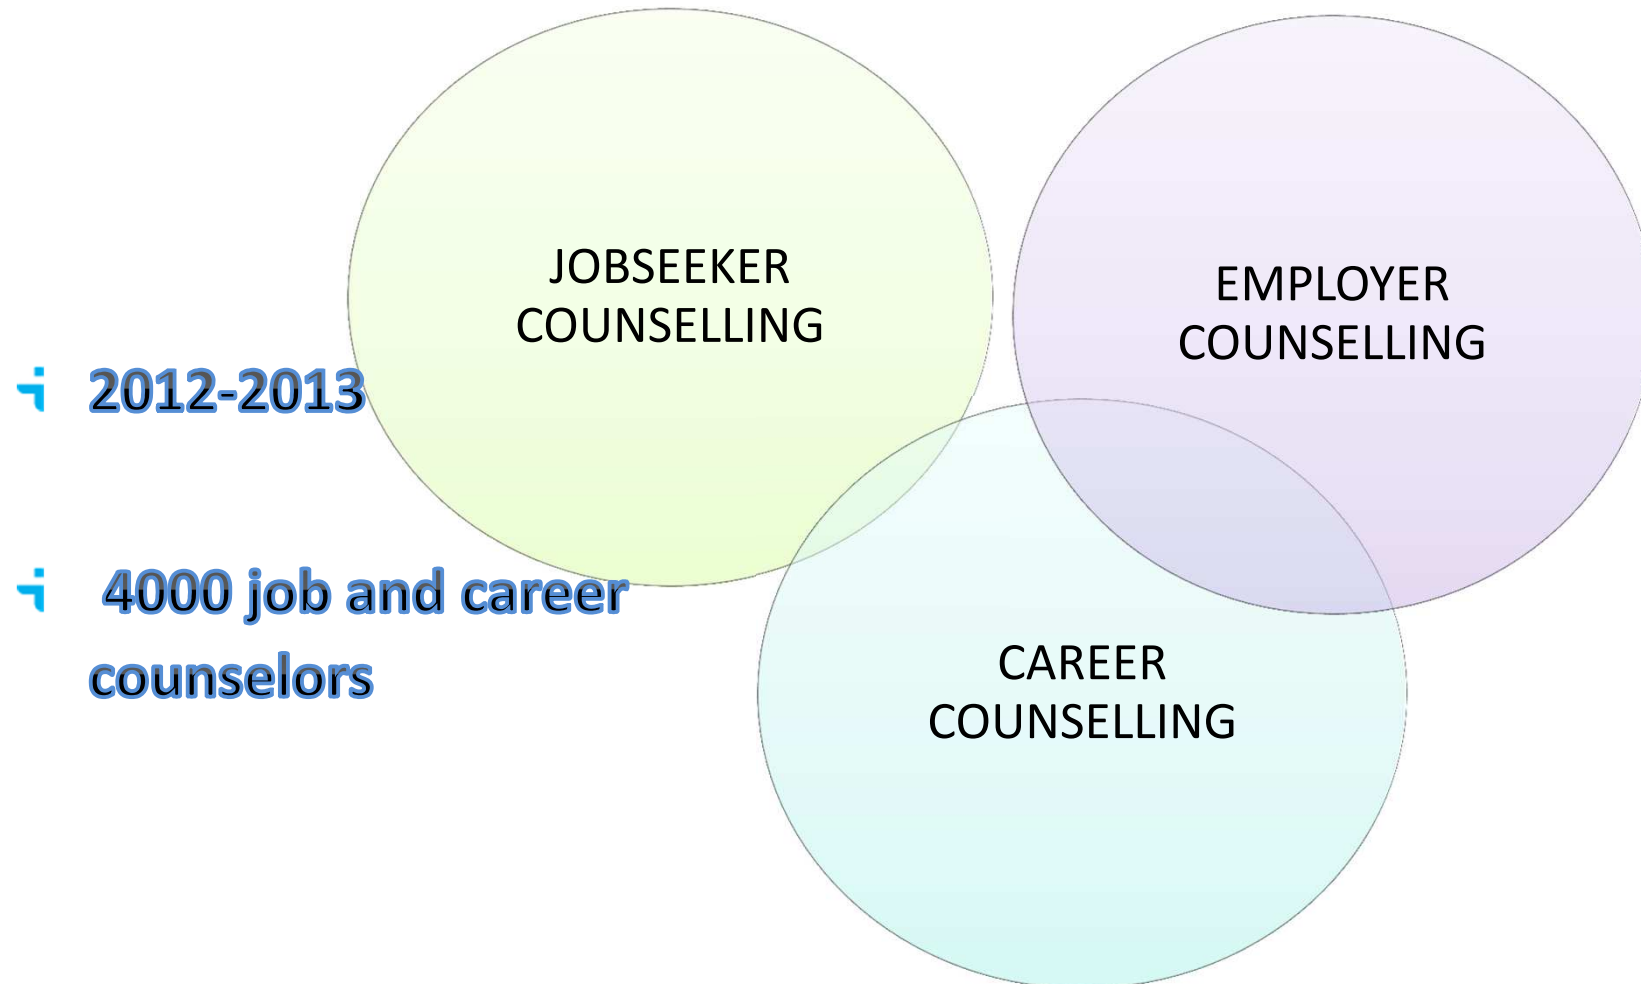 JOBSEEKER
COUNSELLING
EMPLOYER
COUNSELLING
2012-2013
4000 job and career
counselors
CAREER
COUNSELLING